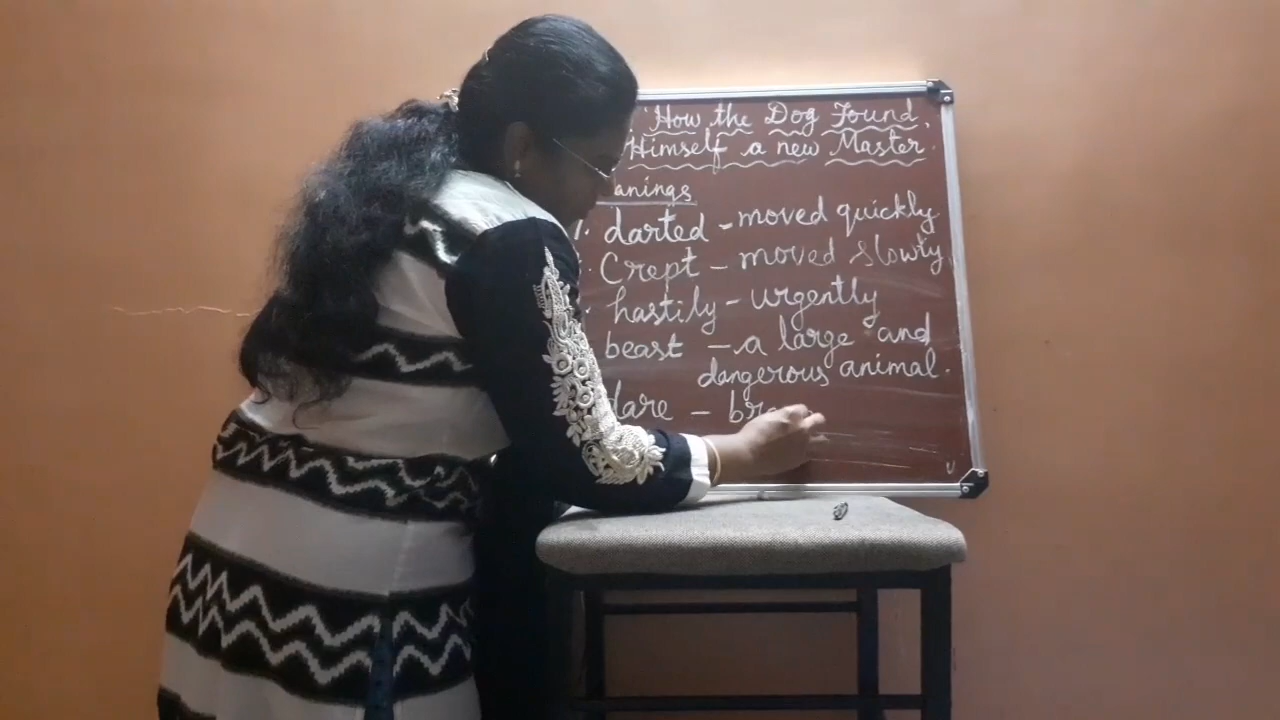 'How the Dog Found
Himself a new Master
anings
1. darted - moved quickly
Crept - moved slowly
hastily - urgently
beast - a large and
dangerous animal.
dare -